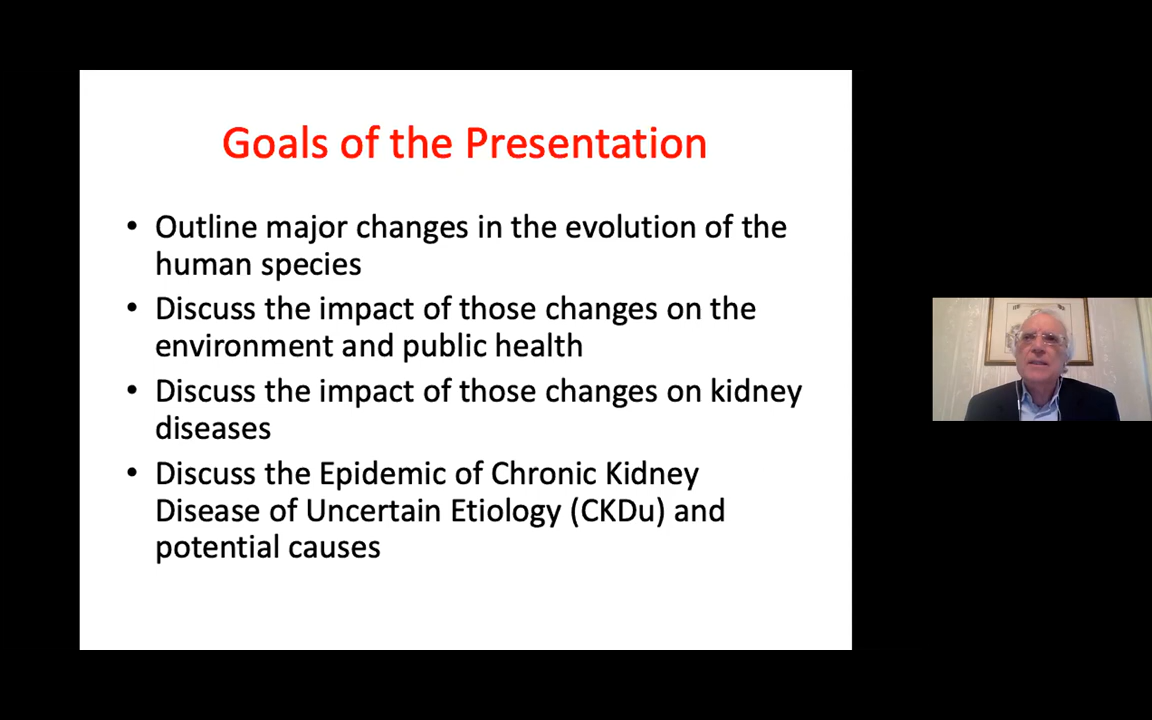 Goals of the Presentation
• Outline major changes in the evolution of the
human species
• Discuss the impact of those changes on the
environment and public health
• Discuss the impact of those changes on kidney
diseases
• Discuss the Epidemic of Chronic Kidney
Disease of Uncertain Etiology (CKDu) and
potential causes